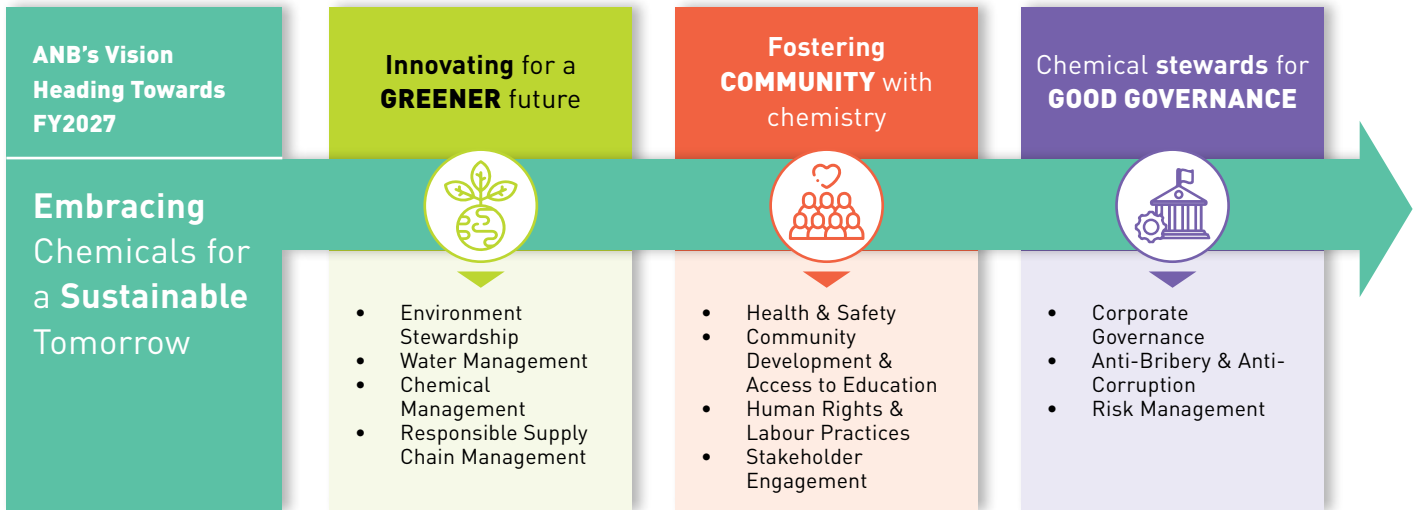 ANB's Vision
Heading Towards
FY2027
Embracing
Chemicals for
a Sustainable
Tomorrow
Innovating for a
GREENER future
• Environment
Stewardship
• Water Management
• Chemical
Management
• Responsible Supply
Chain Management
Fostering
COMMUNITY with
chemistry
• Health & Safety
• Community
Development &
Access to Education
• Human Rights &
Labour Practices
• Stakeholder
Engagement
Chemical stewards for
GOOD GOVERNANCE
• Corporate
Governance
• Anti-Bribery & Anti-
Corruption
• Risk Management